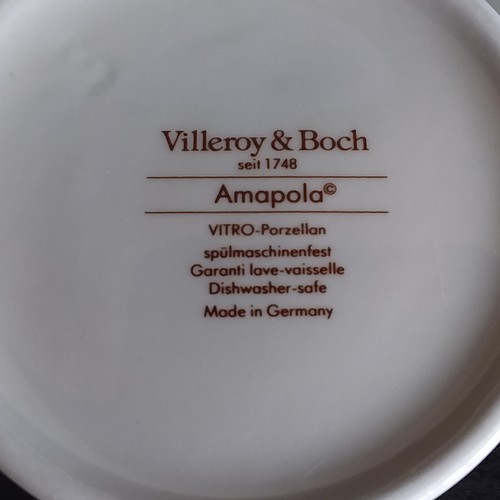 Villeroy & Boch
seit 1748
Amapola©
VITRO-Porzellan
spülmaschinenfest
Garanti lave-vaisselle
Dishwasher-safe
Made in Germany